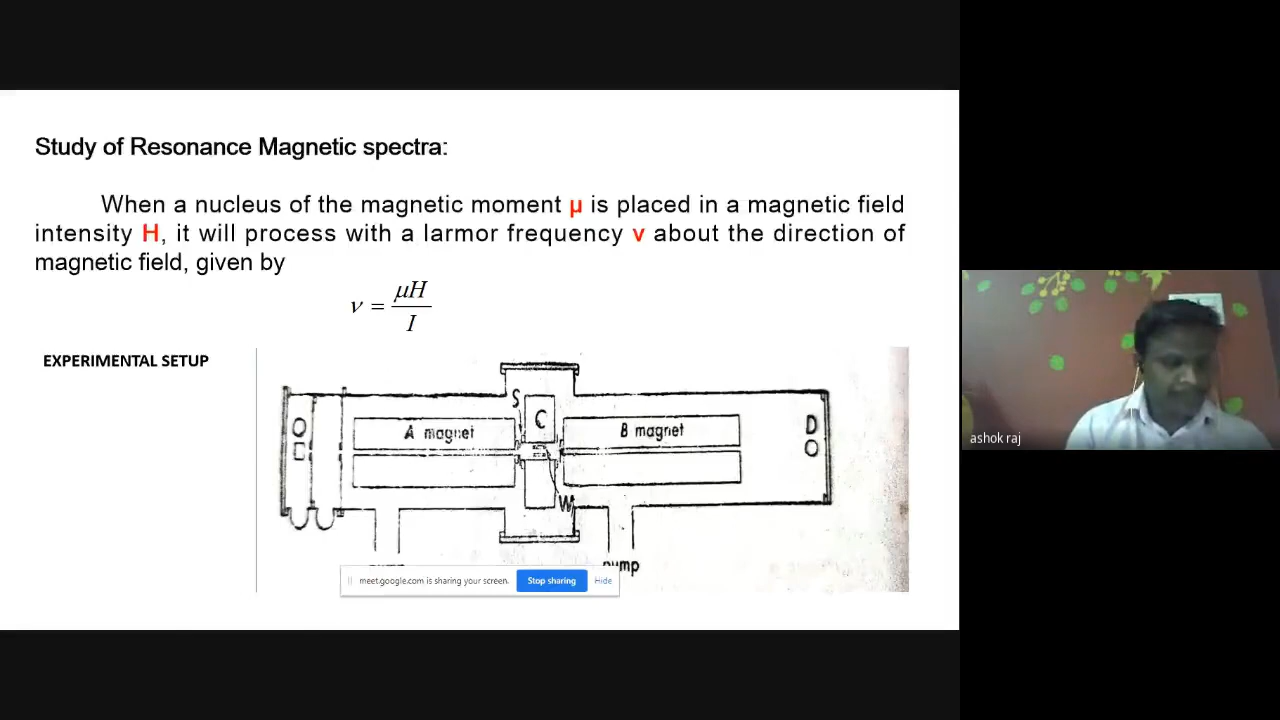 Study of Resonance Magnetic spectra:
When a nucleus of the magnetic moment μ is placed in a magnetic field
intensity H, it will process with a larmor frequency ν about the direction of
magnetic field, given by
ν = μH / I
EXPERIMENTAL SETUP
S
C
O
A magnet
B magnet
D
W
pump
meet.google.com is sharing your screen.
Stop sharing
Hide
ashok raj